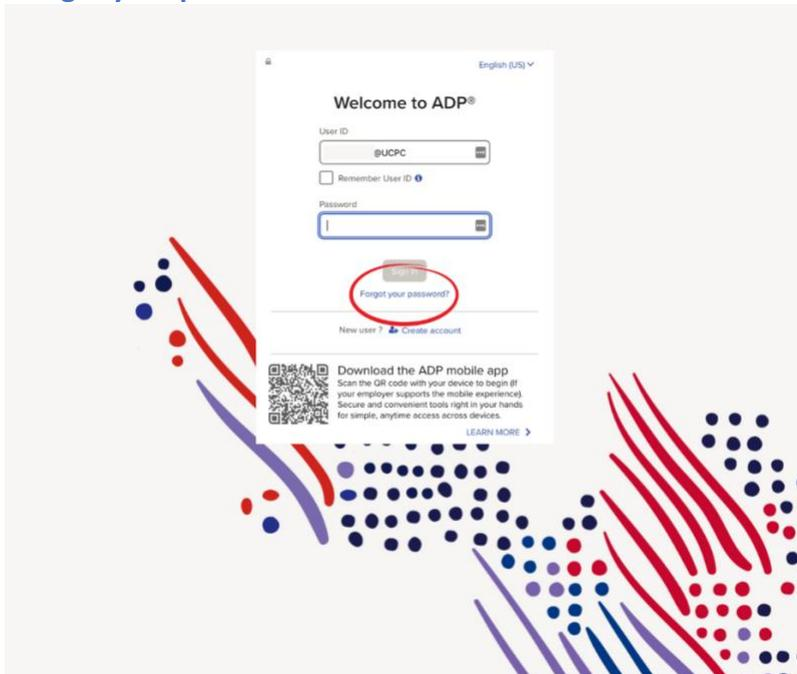 English (US)
Welcome to ADP®
User ID
@UCPC
Remember User ID
Password
Sign in
Forgot your password?
New user ? Create account
Download the ADP mobile app
Scan the QR code with your device to begin (If
your employer supports the mobile experience).
Secure and convenient tools right in your hands
for simple, anytime access across devices.
LEARN MORE